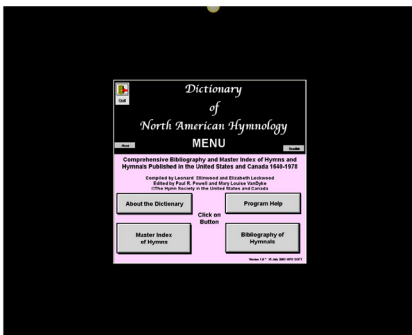 Quit
Dictionary
of
North American Hymnology
MENU
Comprehensive Bibliography and Master Index of Hymns and
Hymnals Published in the United States and Canada 1640-1978
Compiled by Leonard Ellinwood and Elizabeth Lockwood
Edited by Paul R. Powell and Mary Louise VanDyke
©The Hymn Society in the United States and Canada
About the Dictionary
Program Help
Click on
Button
Master Index
of Hymns
Bibliography of
Hymnals